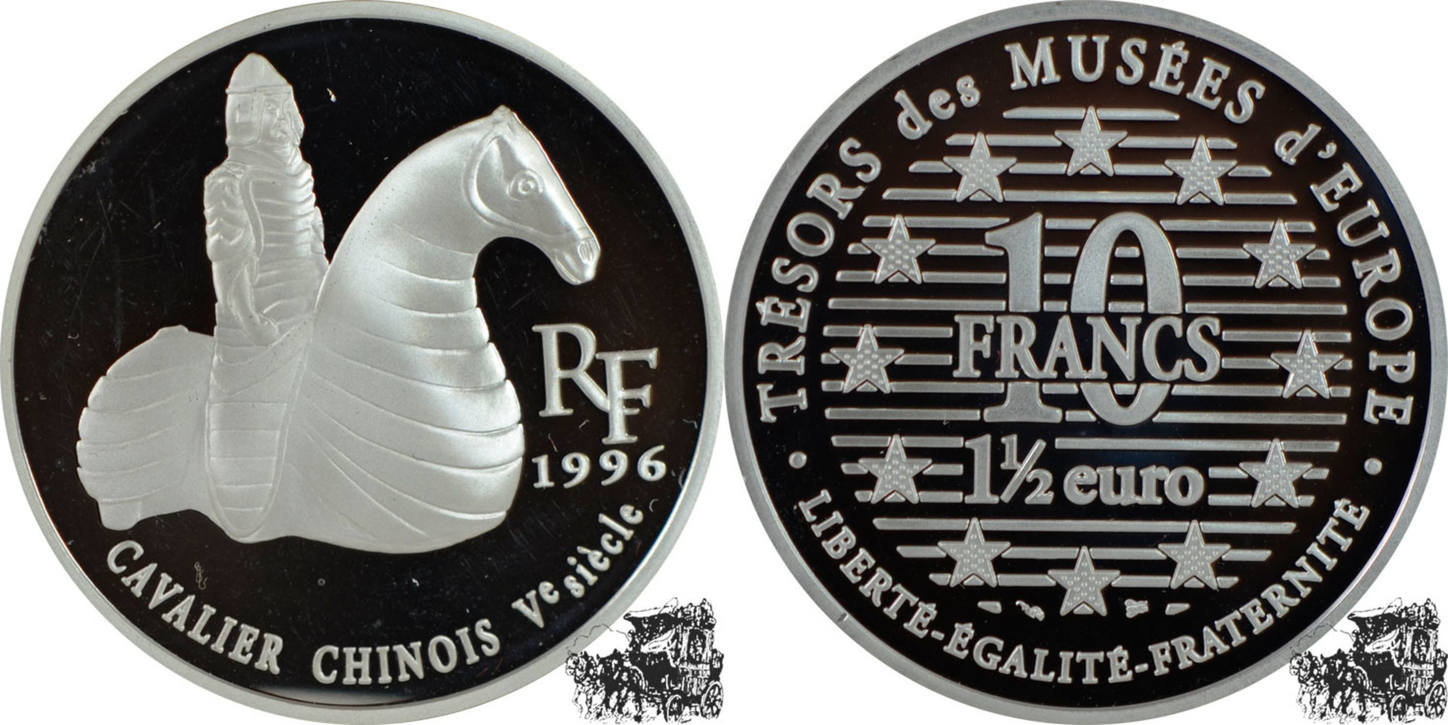 RF
1996
CAVALIER CHINOIS Ve siècle
TRÉSORS des MUSÉES d'EUROPE
10
FRANCS
1½ euro
• LIBERTÉ-ÉGALITÉ-FRATERNITÉ •